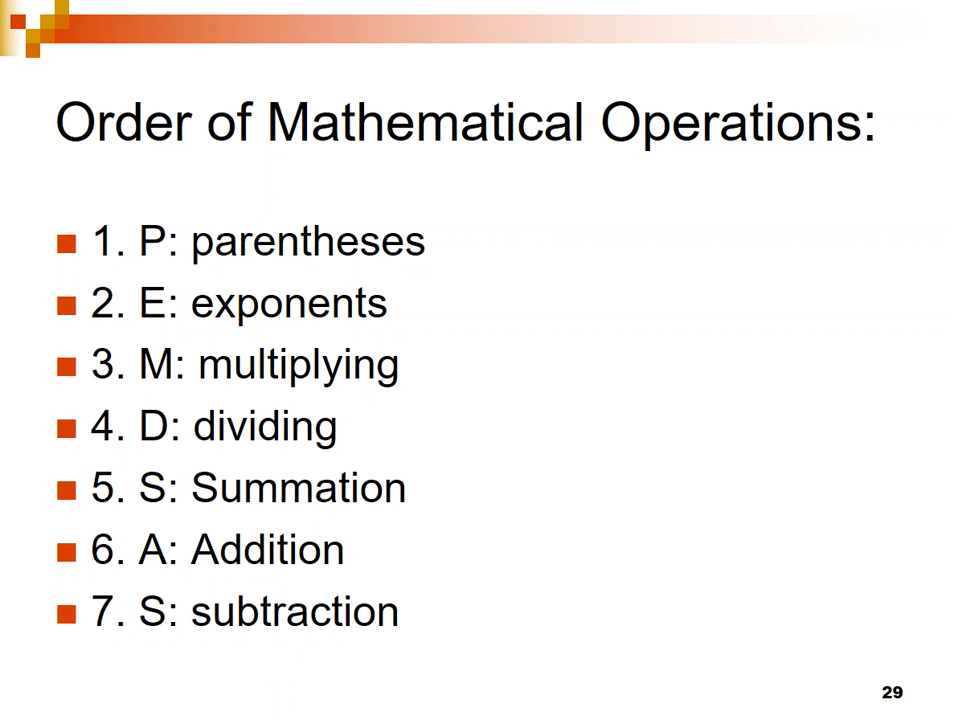 Order of Mathematical Operations:
1. P: parentheses
2. E: exponents
3. M: multiplying
4. D: dividing
5. S: Summation
6. A: Addition
7. S: subtraction
29